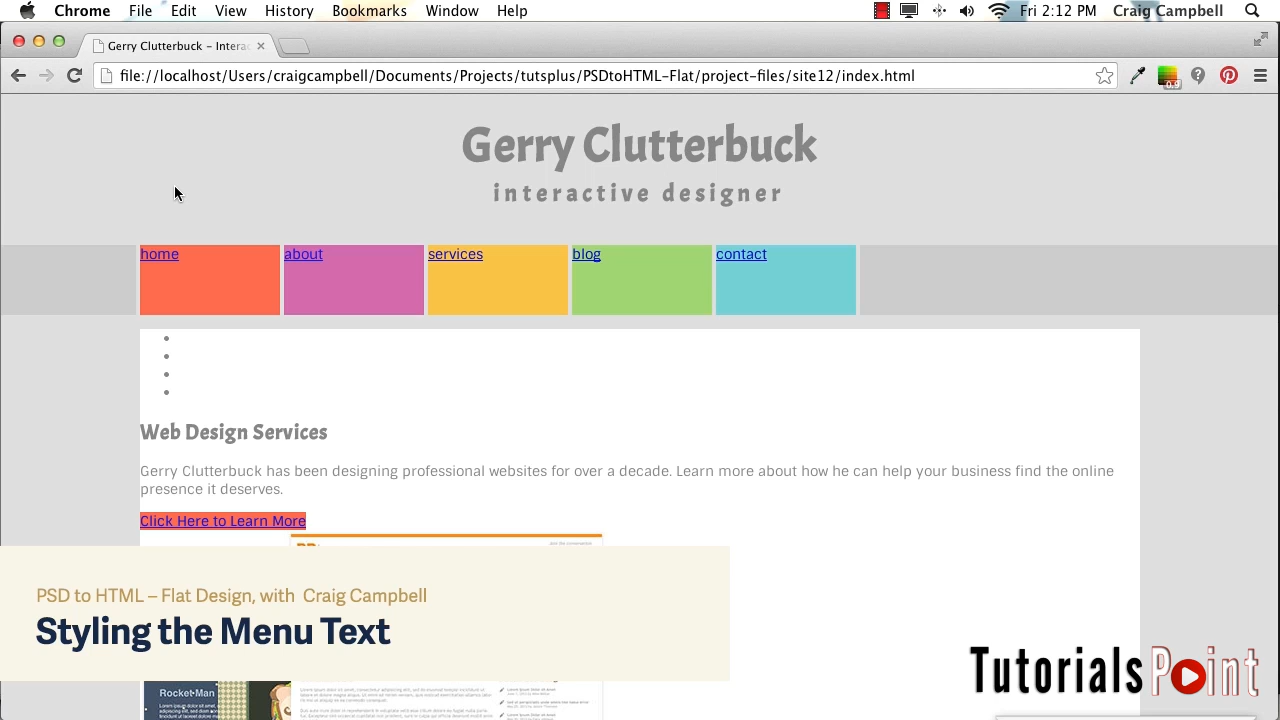 Chrome File Edit View History Bookmarks Window Help Fri 2:12 PM Craig Campbell
Gerry Clutterbuck – Intera
file://localhost/Users/craigcampbell/Documents/Projects/tutsplus/PSDtoHTML-Flat/project-files/site12/index.html
Gerry Clutterbuck
interactive designer
home about services blog contact
Web Design Services
Gerry Clutterbuck has been designing professional websites for over a decade. Learn more about how he can help your business find the online
presence it deserves.
Click Here to Learn More
PSD to HTML – Flat Design, with Craig Campbell
Styling the Menu Text
TutorialsPoint
Rocket Man